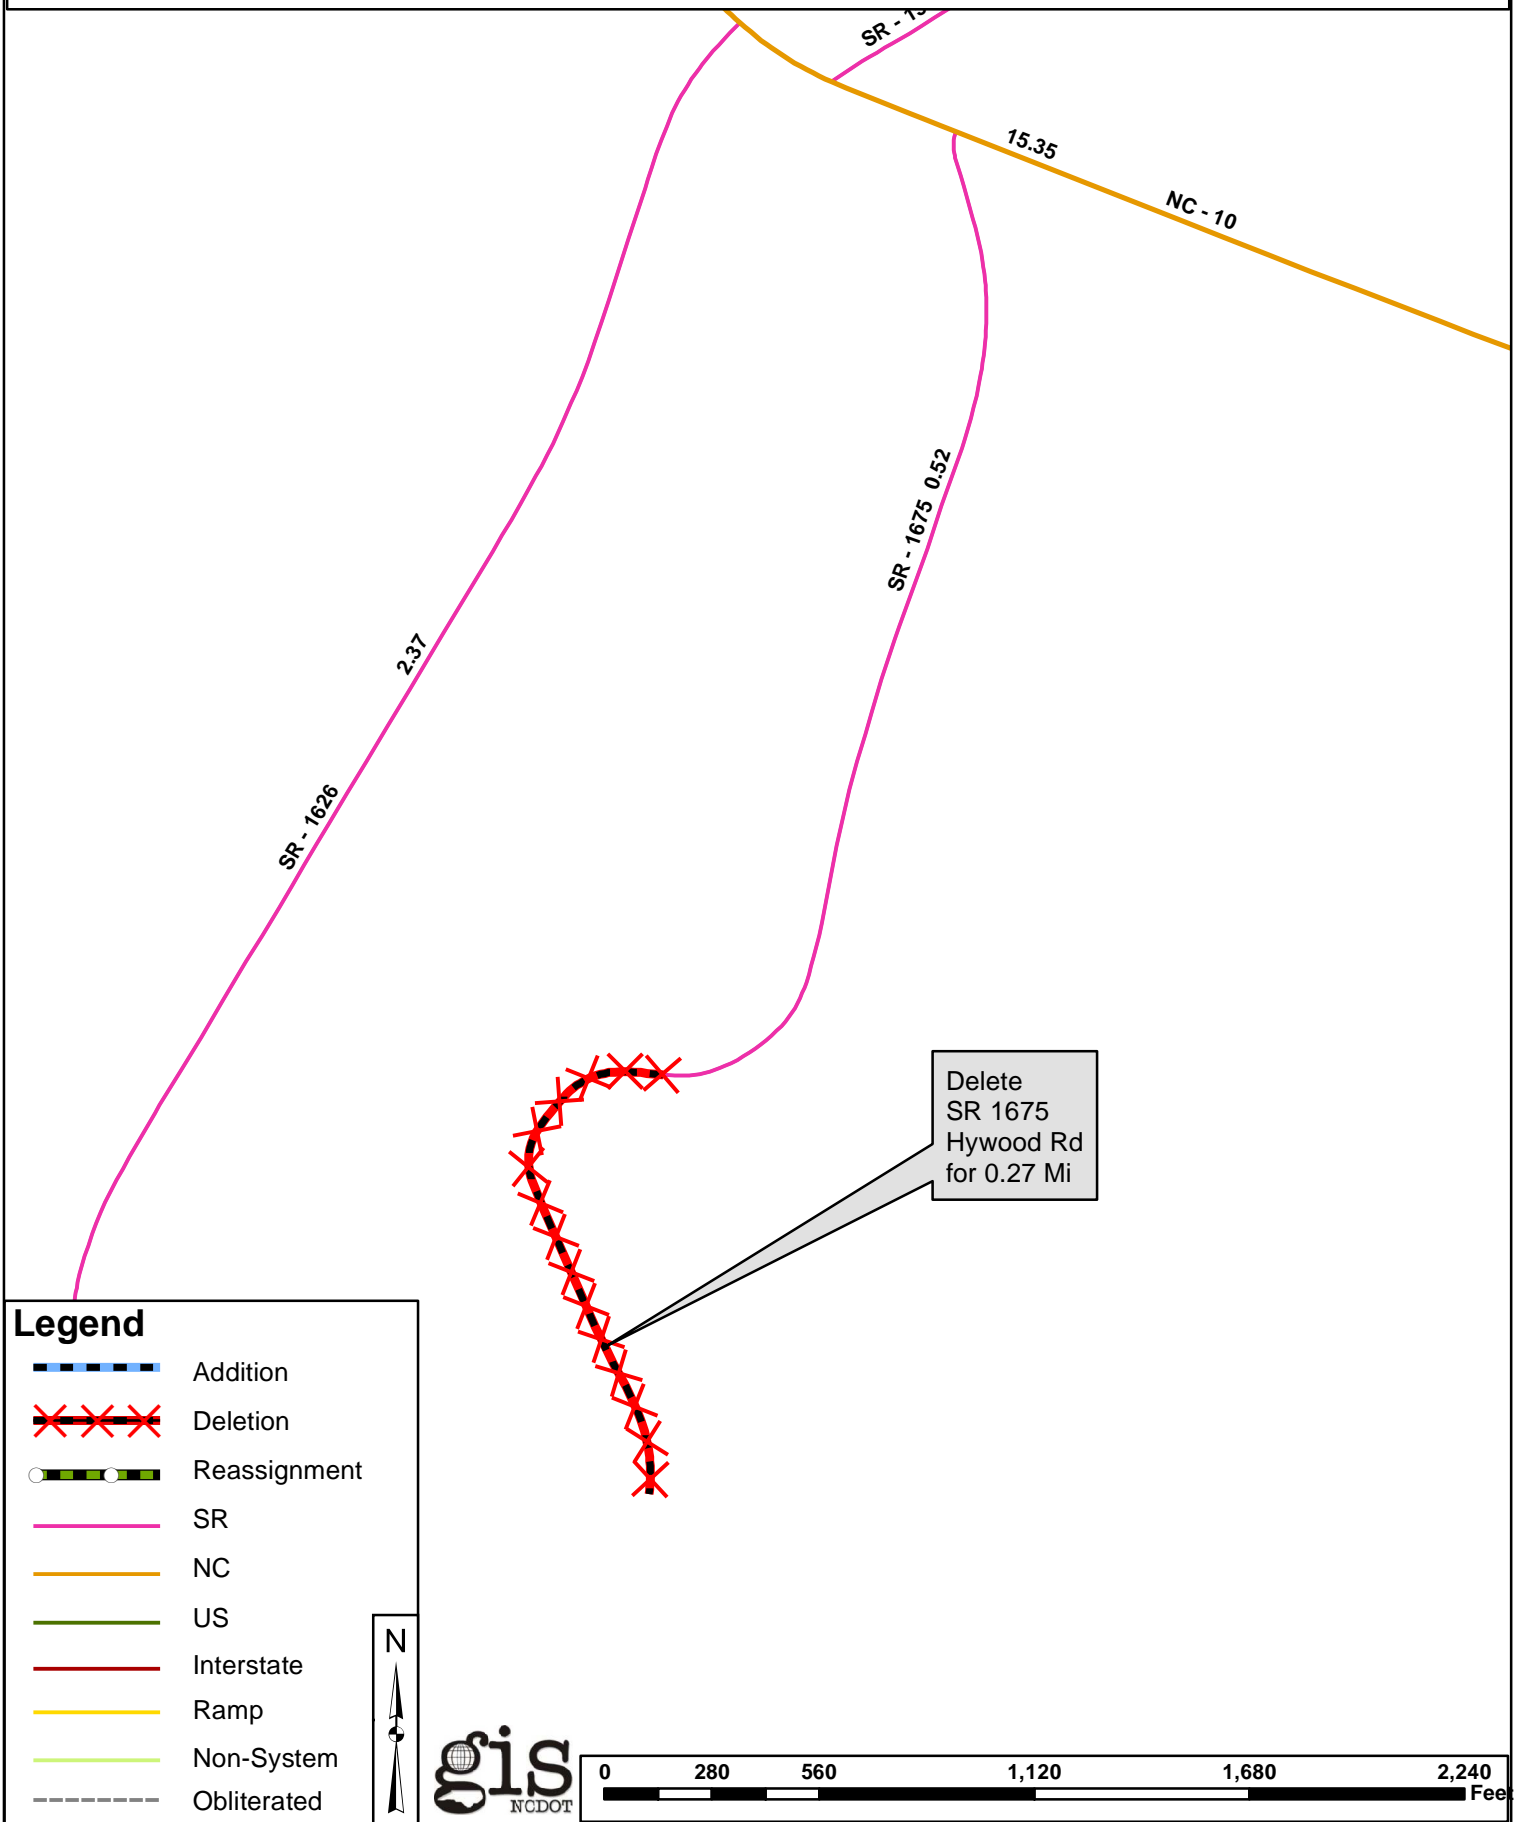 15.35
NC - 10
SR - 1675 0.52
2.37
SR - 1626
Delete
SR 1675
Hywood Rd
for 0.27 Mi
Legend
Addition
Deletion
Reassignment
SR
NC
US
Interstate
Ramp
Non-System
Obliterated
N
gis
NCDOT
0 280 560 1,120 1,680 2,240
Feet